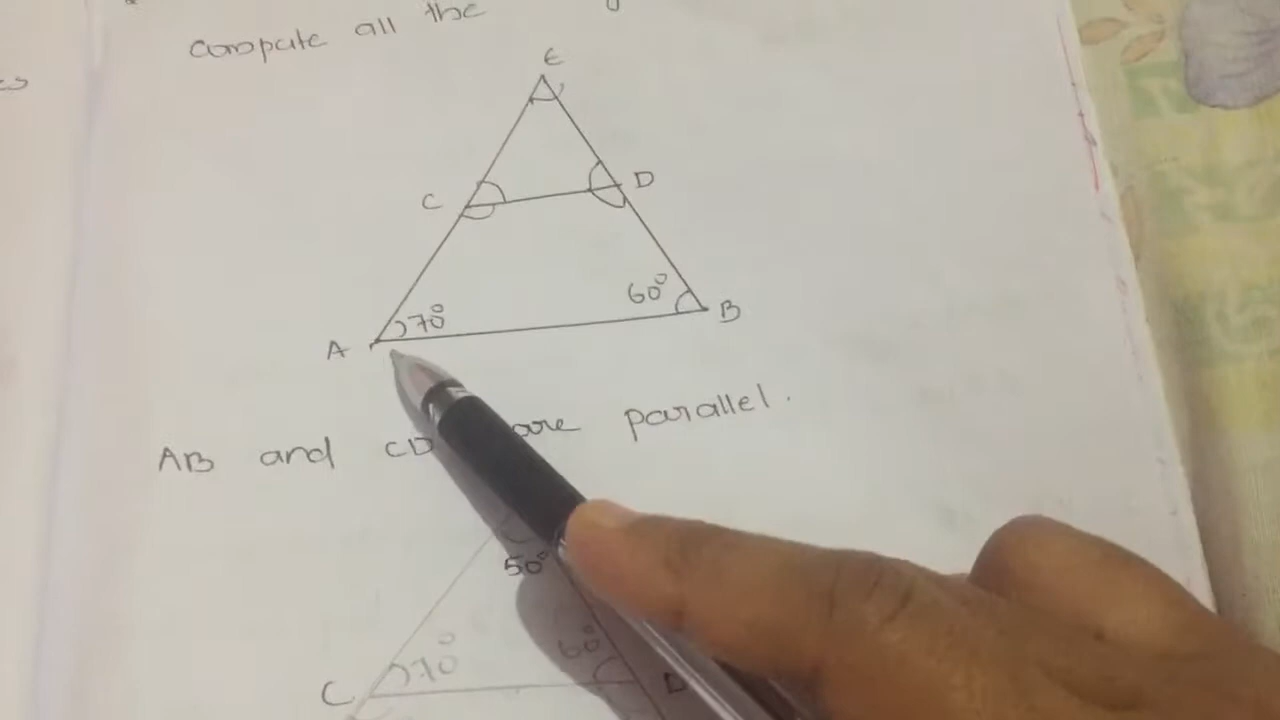 compute all the
E
C
D
70°
60°
A
B
AB and CD are parallel.
50°
70°
60°
C
D